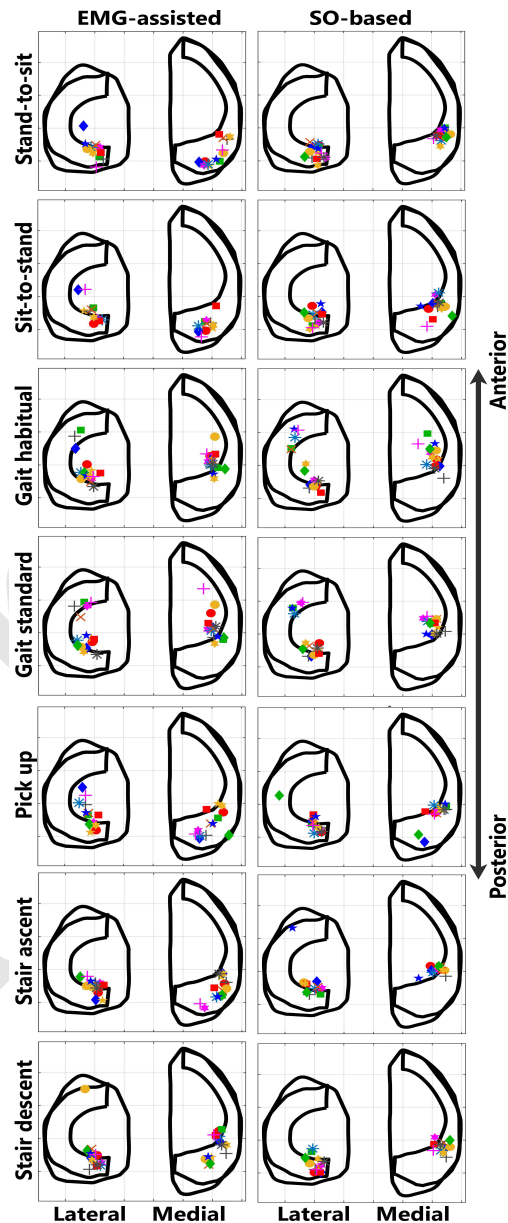 EMG-assisted SO-based
Stand-to-sit
Sit-to-stand
Gait habitual
Gait standard
Pick up
Stair ascent
Stair descent
Anterior
Posterior
Lateral Medial Lateral Medial